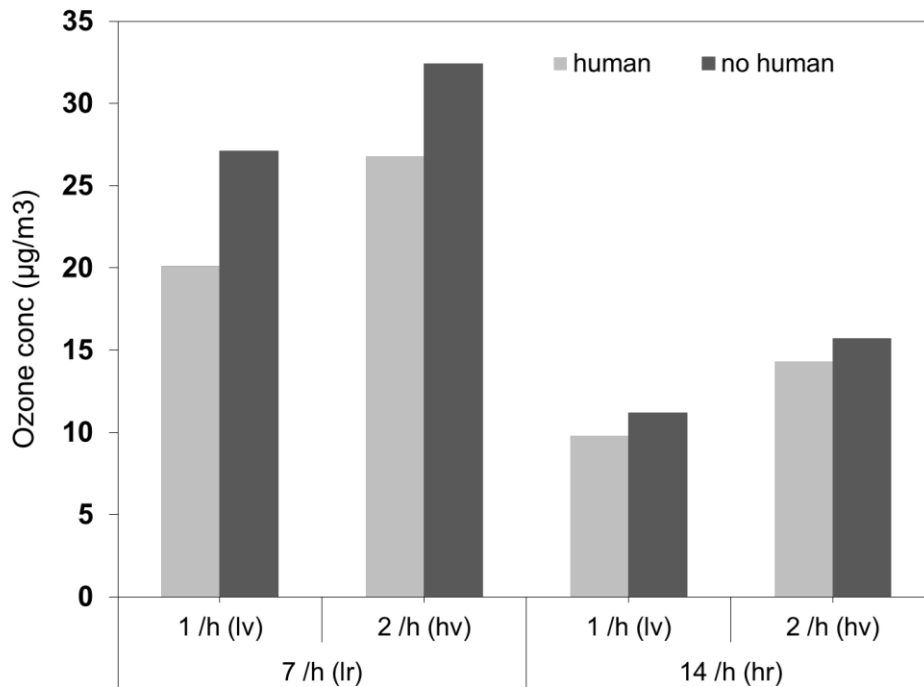 35
30
25
20
15
10
5
0
Ozone conc (µg/m3)
human no human
1 /h (lv) 2 /h (hv) 1 /h (lv) 2 /h (hv)
7 /h (lr) 14 /h (hr)